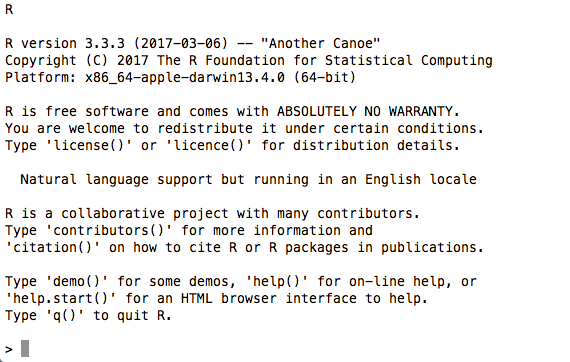 R
R version 3.3.3 (2017-03-06) -- "Another Canoe"
Copyright (C) 2017 The R Foundation for Statistical Computing
Platform: x86_64-apple-darwin13.4.0 (64-bit)
R is free software and comes with ABSOLUTELY NO WARRANTY.
You are welcome to redistribute it under certain conditions.
Type 'license()' or 'licence()' for distribution details.
Natural language support but running in an English locale
R is a collaborative project with many contributors.
Type 'contributors()' for more information and
'citation()' on how to cite R or R packages in publications.
Type 'demo()' for some demos, 'help()' for on-line help, or
'help.start()' for an HTML browser interface to help.
Type 'q()' to quit R.
>